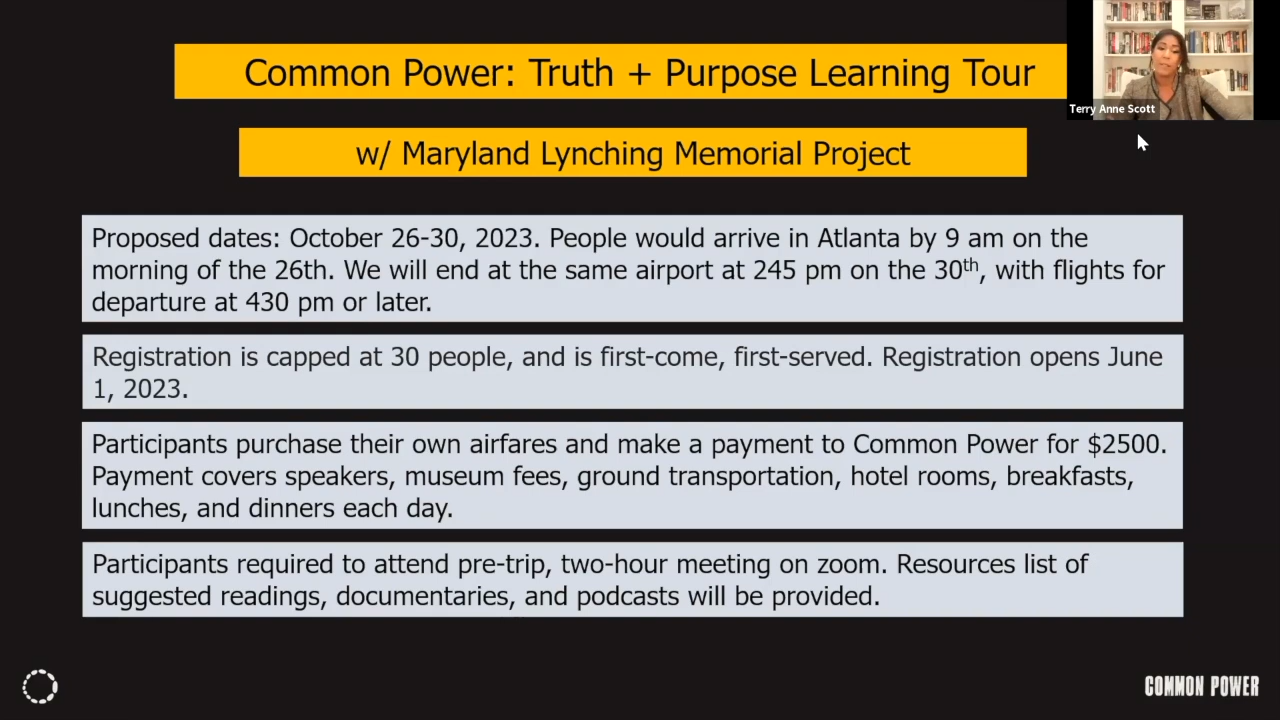 Common Power: Truth + Purpose Learning Tour
Terry Anne Scott
w/ Maryland Lynching Memorial Project
Proposed dates: October 26-30, 2023. People would arrive in Atlanta by 9 am on the
morning of the 26th. We will end at the same airport at 245 pm on the 30th, with flights for
departure at 430 pm or later.
Registration is capped at 30 people, and is first-come, first-served. Registration opens June
1, 2023.
Participants purchase their own airfares and make a payment to Common Power for $2500.
Payment covers speakers, museum fees, ground transportation, hotel rooms, breakfasts,
lunches, and dinners each day.
Participants required to attend pre-trip, two-hour meeting on zoom. Resources list of
suggested readings, documentaries, and podcasts will be provided.
COMMON POWER